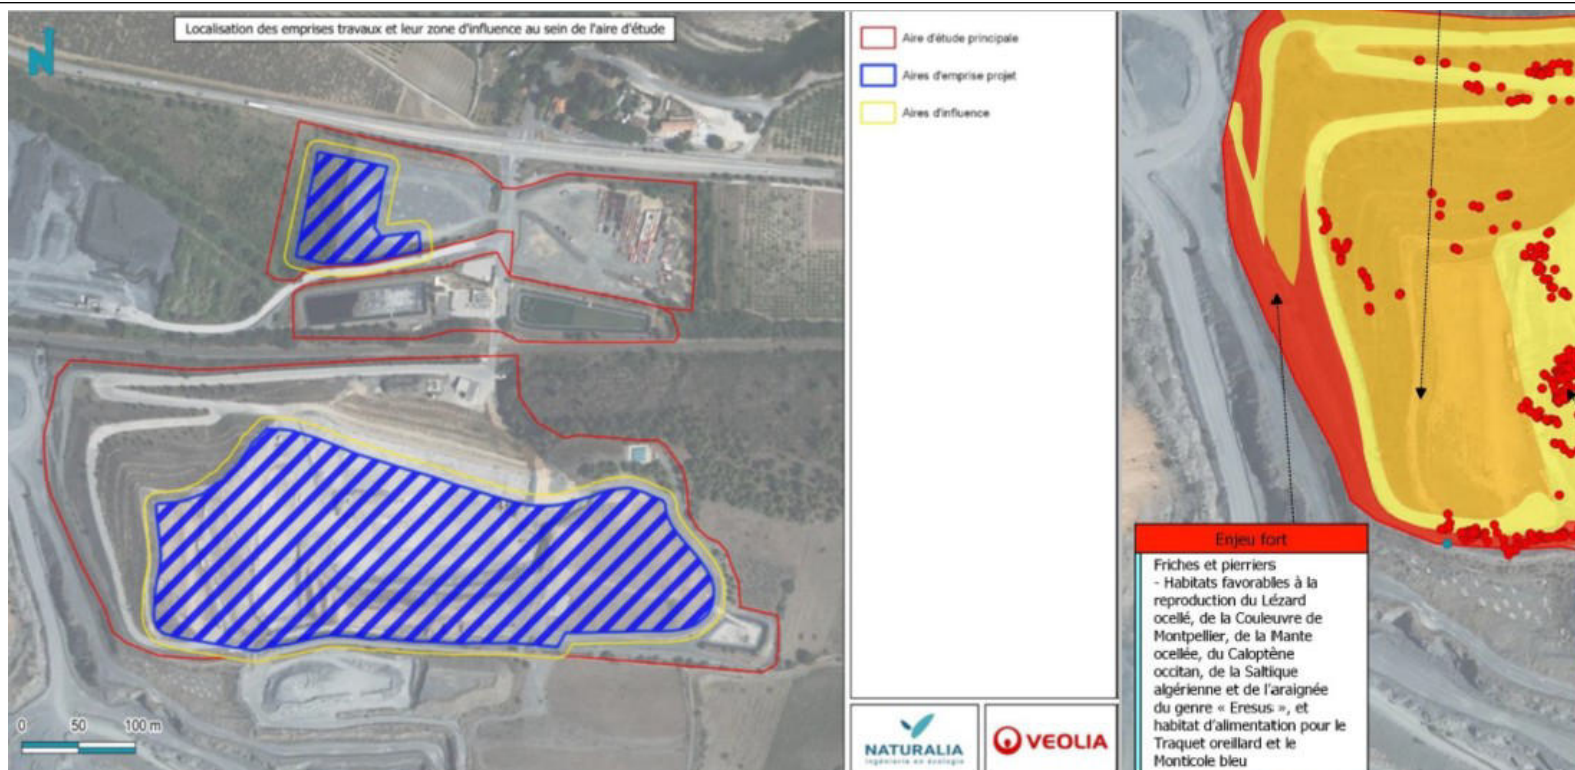 Localisation des emprises travaux et leur zone d'influence au sein de l'aire d'étude
N
0 50 100 m
Aire d'étude principale
Aires d'emprise projet
Aires d'influence
NATURALIA
Ingénierie en écologie
VEOLIA
Enjeu fort
Friches et pierriers
- Habitats favorables à la
reproduction du Lézard
ocellé, de la Couleuvre de
Montpellier, de la Mante
ocellée, du Caloptène
occitan, de la Saltique
algérienne et de l'araignée
du genre « Eresus », et
habitat d'alimentation pour le
Traquet oreillard et le
Monticole bleu